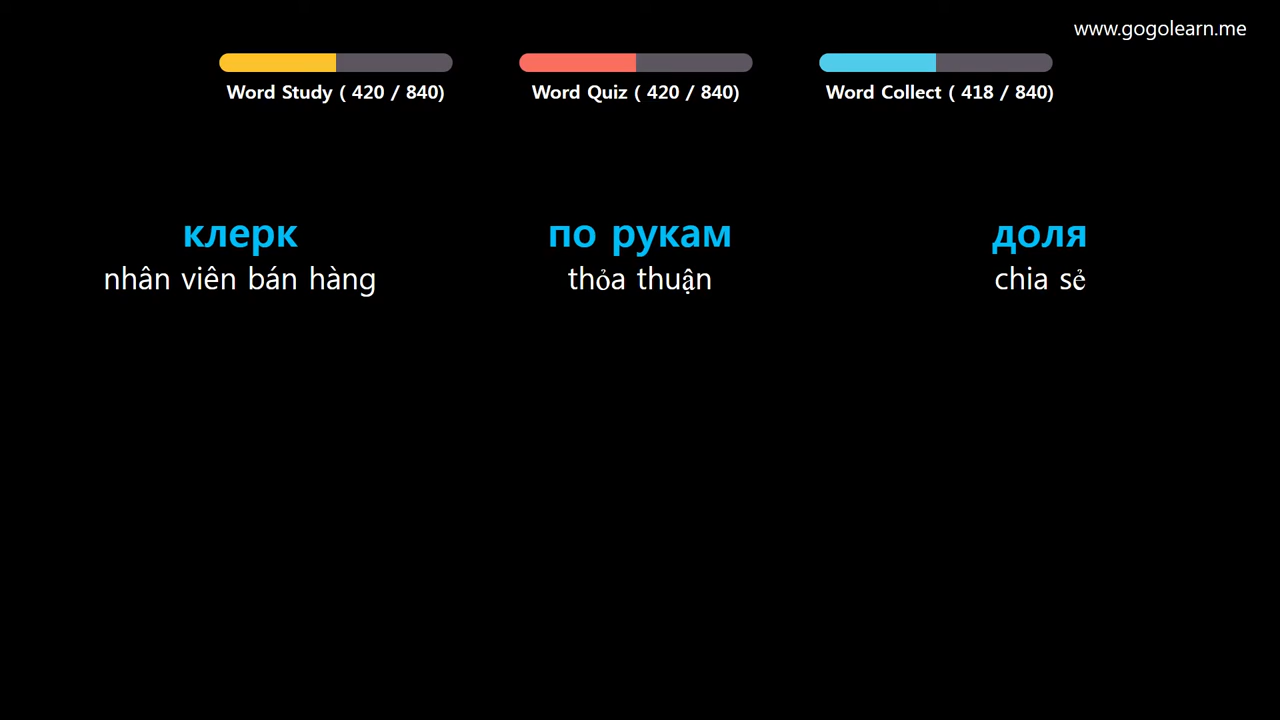 www.gogolearn.me
Word Study ( 420 / 840)
Word Quiz ( 420 / 840)
Word Collect ( 418 / 840)
клерк
nhân viên bán hàng
по рукам
thỏa thuận
доля
chia sẻ